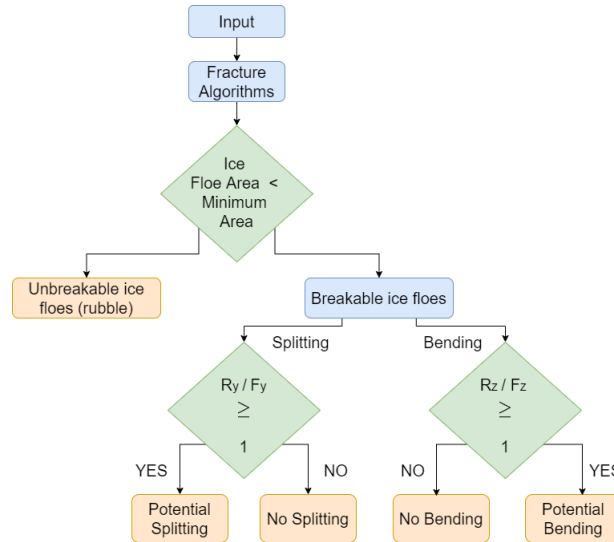 Input
Fracture
Algorithms
Ice
Floe Area <
Minimum
Area
Unbreakable ice
floes (rubble)
Breakable ice floes
Splitting
Bending
Ry / Fy
≥
1
Rz / Fz
≥
1
YES
NO
NO
YES
Potential
Splitting
No Splitting
No Bending
Potential
Bending